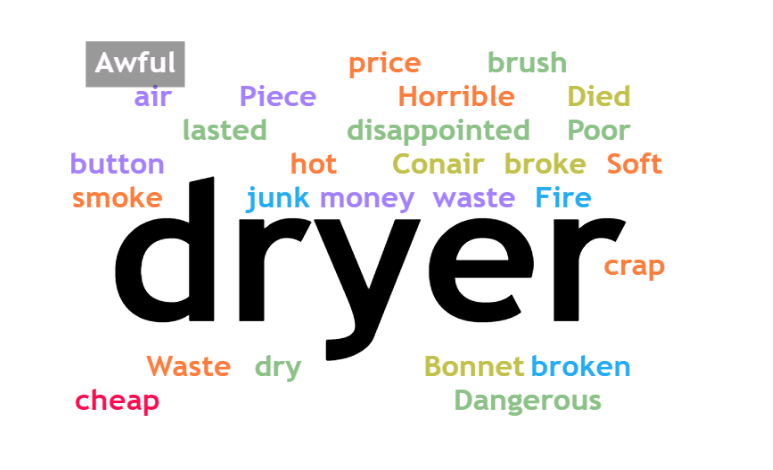 Awful price brush
air Piece Horrible Died
lasted disappointed Poor
button hot Conair broke Soft
smoke junk money waste Fire
dryer
crap
Waste dry Bonnet broken
cheap Dangerous